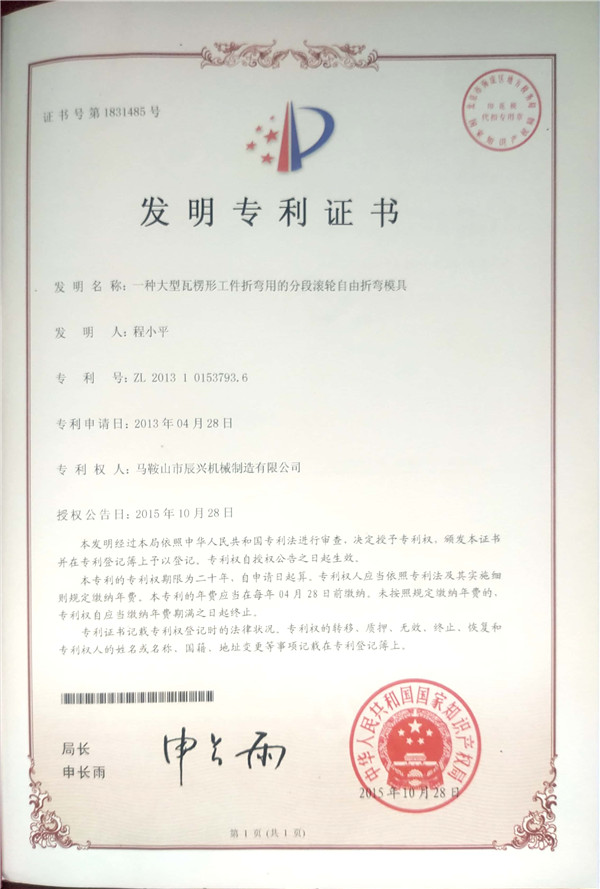 证书号第1831485号
发明专利证书
发 明 名 称：一种大型瓦楞形工件折弯用的分段滚轮自由折弯模具
发 明 人：程小平
专 利 号：ZL 2013 1 0153793.6
专利申请日：2013年04月28日
专 利 权 人：马鞍山市辰兴机械制造有限公司
授权公告日：2015年10月28日
本发明经过本局依照中华人民共和国专利法进行审查，决定授予专利权，颁发本证书
并在专利登记簿上予以登记。专利权自授权公告之日起生效。
本专利的专利权期限为二十年，自申请日起算。专利权人应当依照专利法及其实施细
则规定缴纳年费。本专利的年费应当在每年04月28日前缴纳。未按照规定缴纳年费的，
专利权自应当缴纳年费期满之日起终止。
专利证书记载专利权登记时的法律状况。专利权的转移、质押、无效、终止、恢复和
专利权人的姓名或名称、国籍、地址变更等事项记载在专利登记簿上。
局长
申长雨
申长雨
中华人民共和国国家知识产权局
2015年10月28日
第 1 页 (共 1 页)